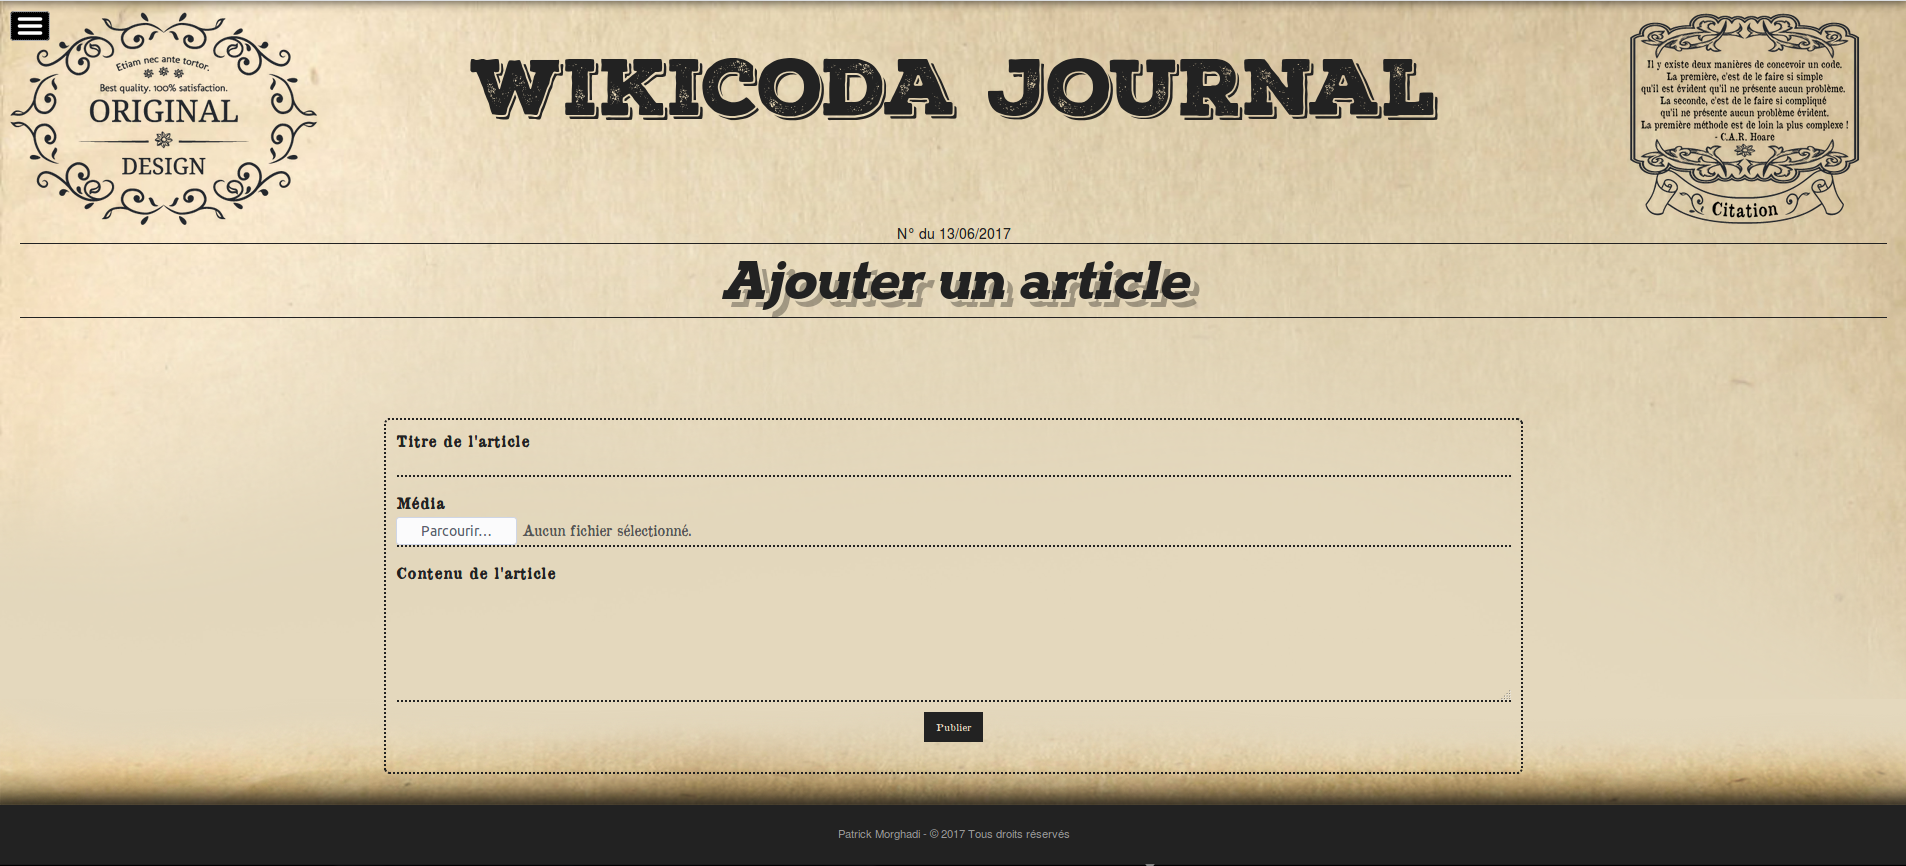 Etiam nec ante tortor.
Best quality. 100% satisfaction.
ORIGINAL
DESIGN
WIKICODA JOURNAL
Il y existe deux manières de concevoir un code.
La première, c'est de le faire si simple
qu'il est évident qu'il ne présente aucun problème.
La seconde, c'est de le faire si compliqué
qu'il ne présente aucun problème évident.
La première méthode est de loin la plus complexe !
- C.A.R. Hoare
Citation
N° du 13/06/2017
Ajouter un article
Titre de l'article
Média
Parcourir... Aucun fichier sélectionné.
Contenu de l'article
Publier
Patrick Morghadi - © 2017 Tous droits réservés